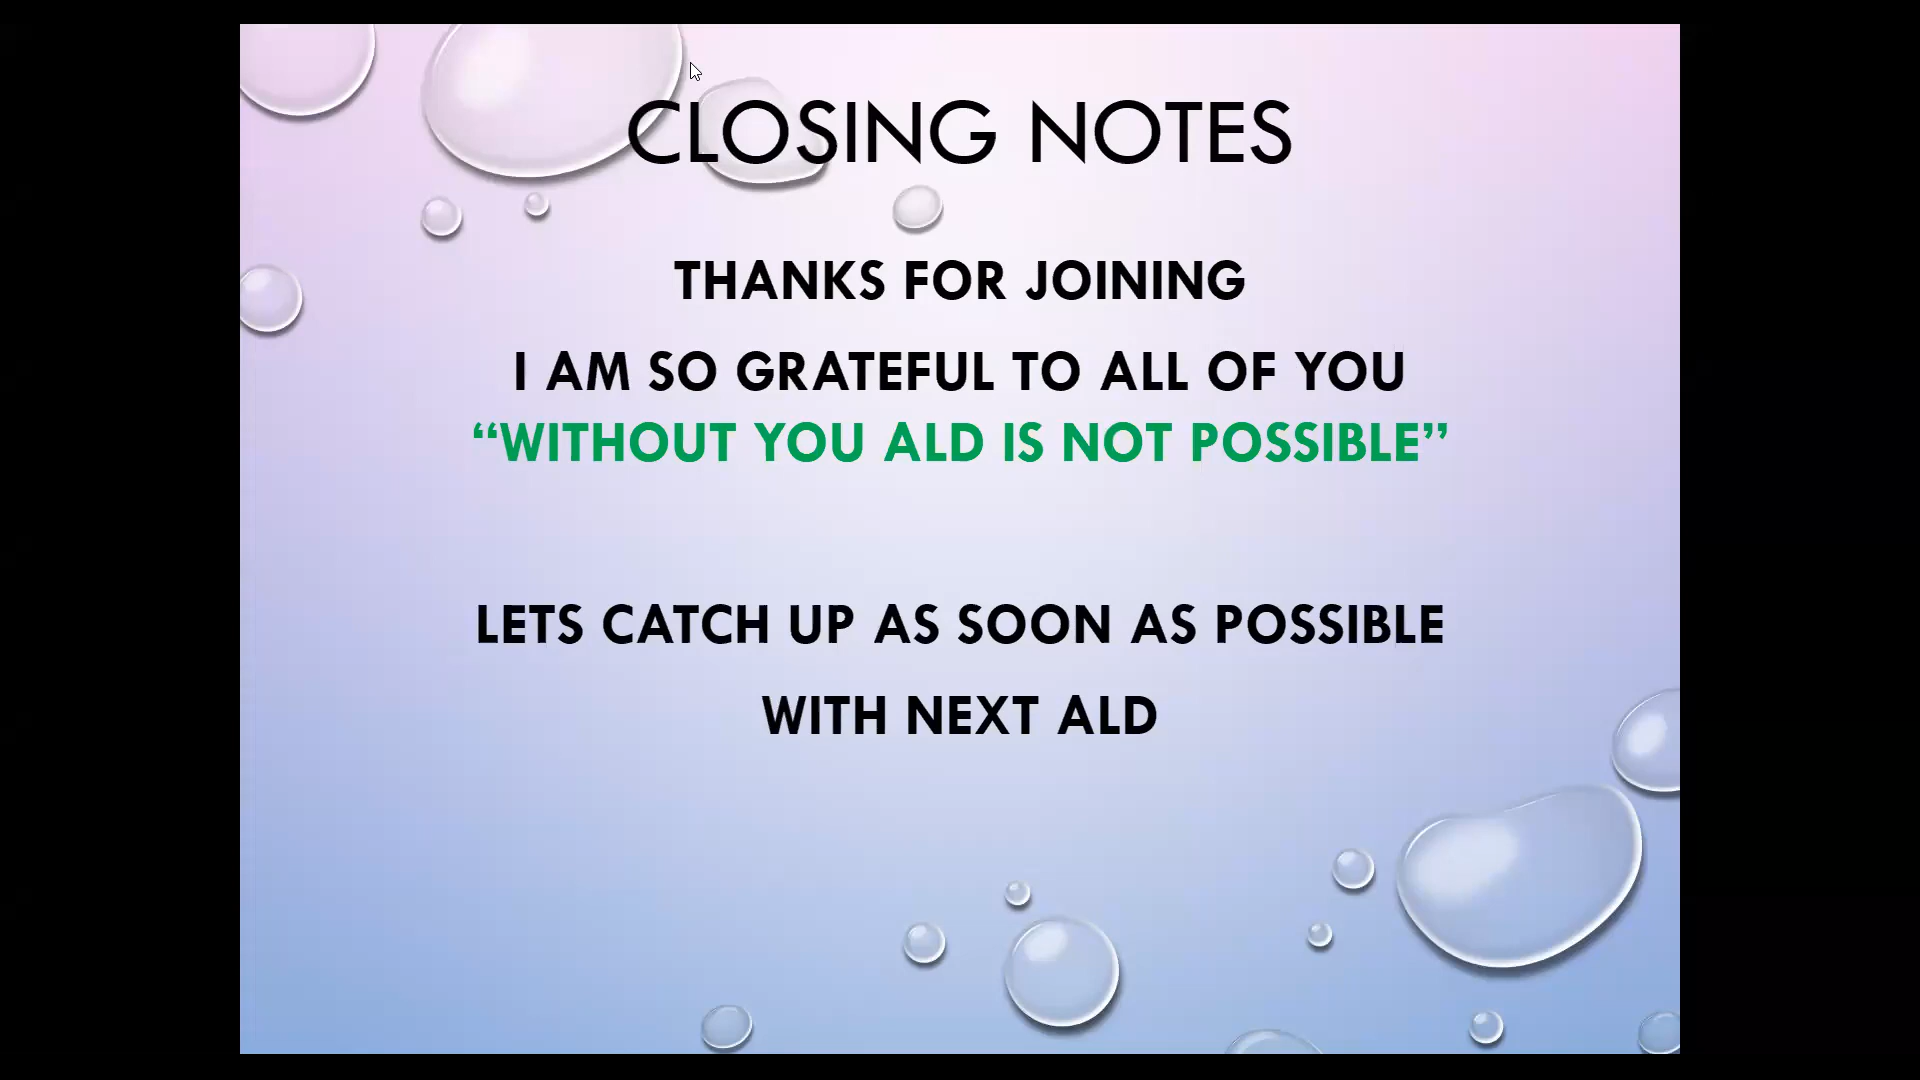 CLOSING NOTES
THANKS FOR JOINING
I AM SO GRATEFUL TO ALL OF YOU
“WITHOUT YOU ALD IS NOT POSSIBLE”
LETS CATCH UP AS SOON AS POSSIBLE
WITH NEXT ALD